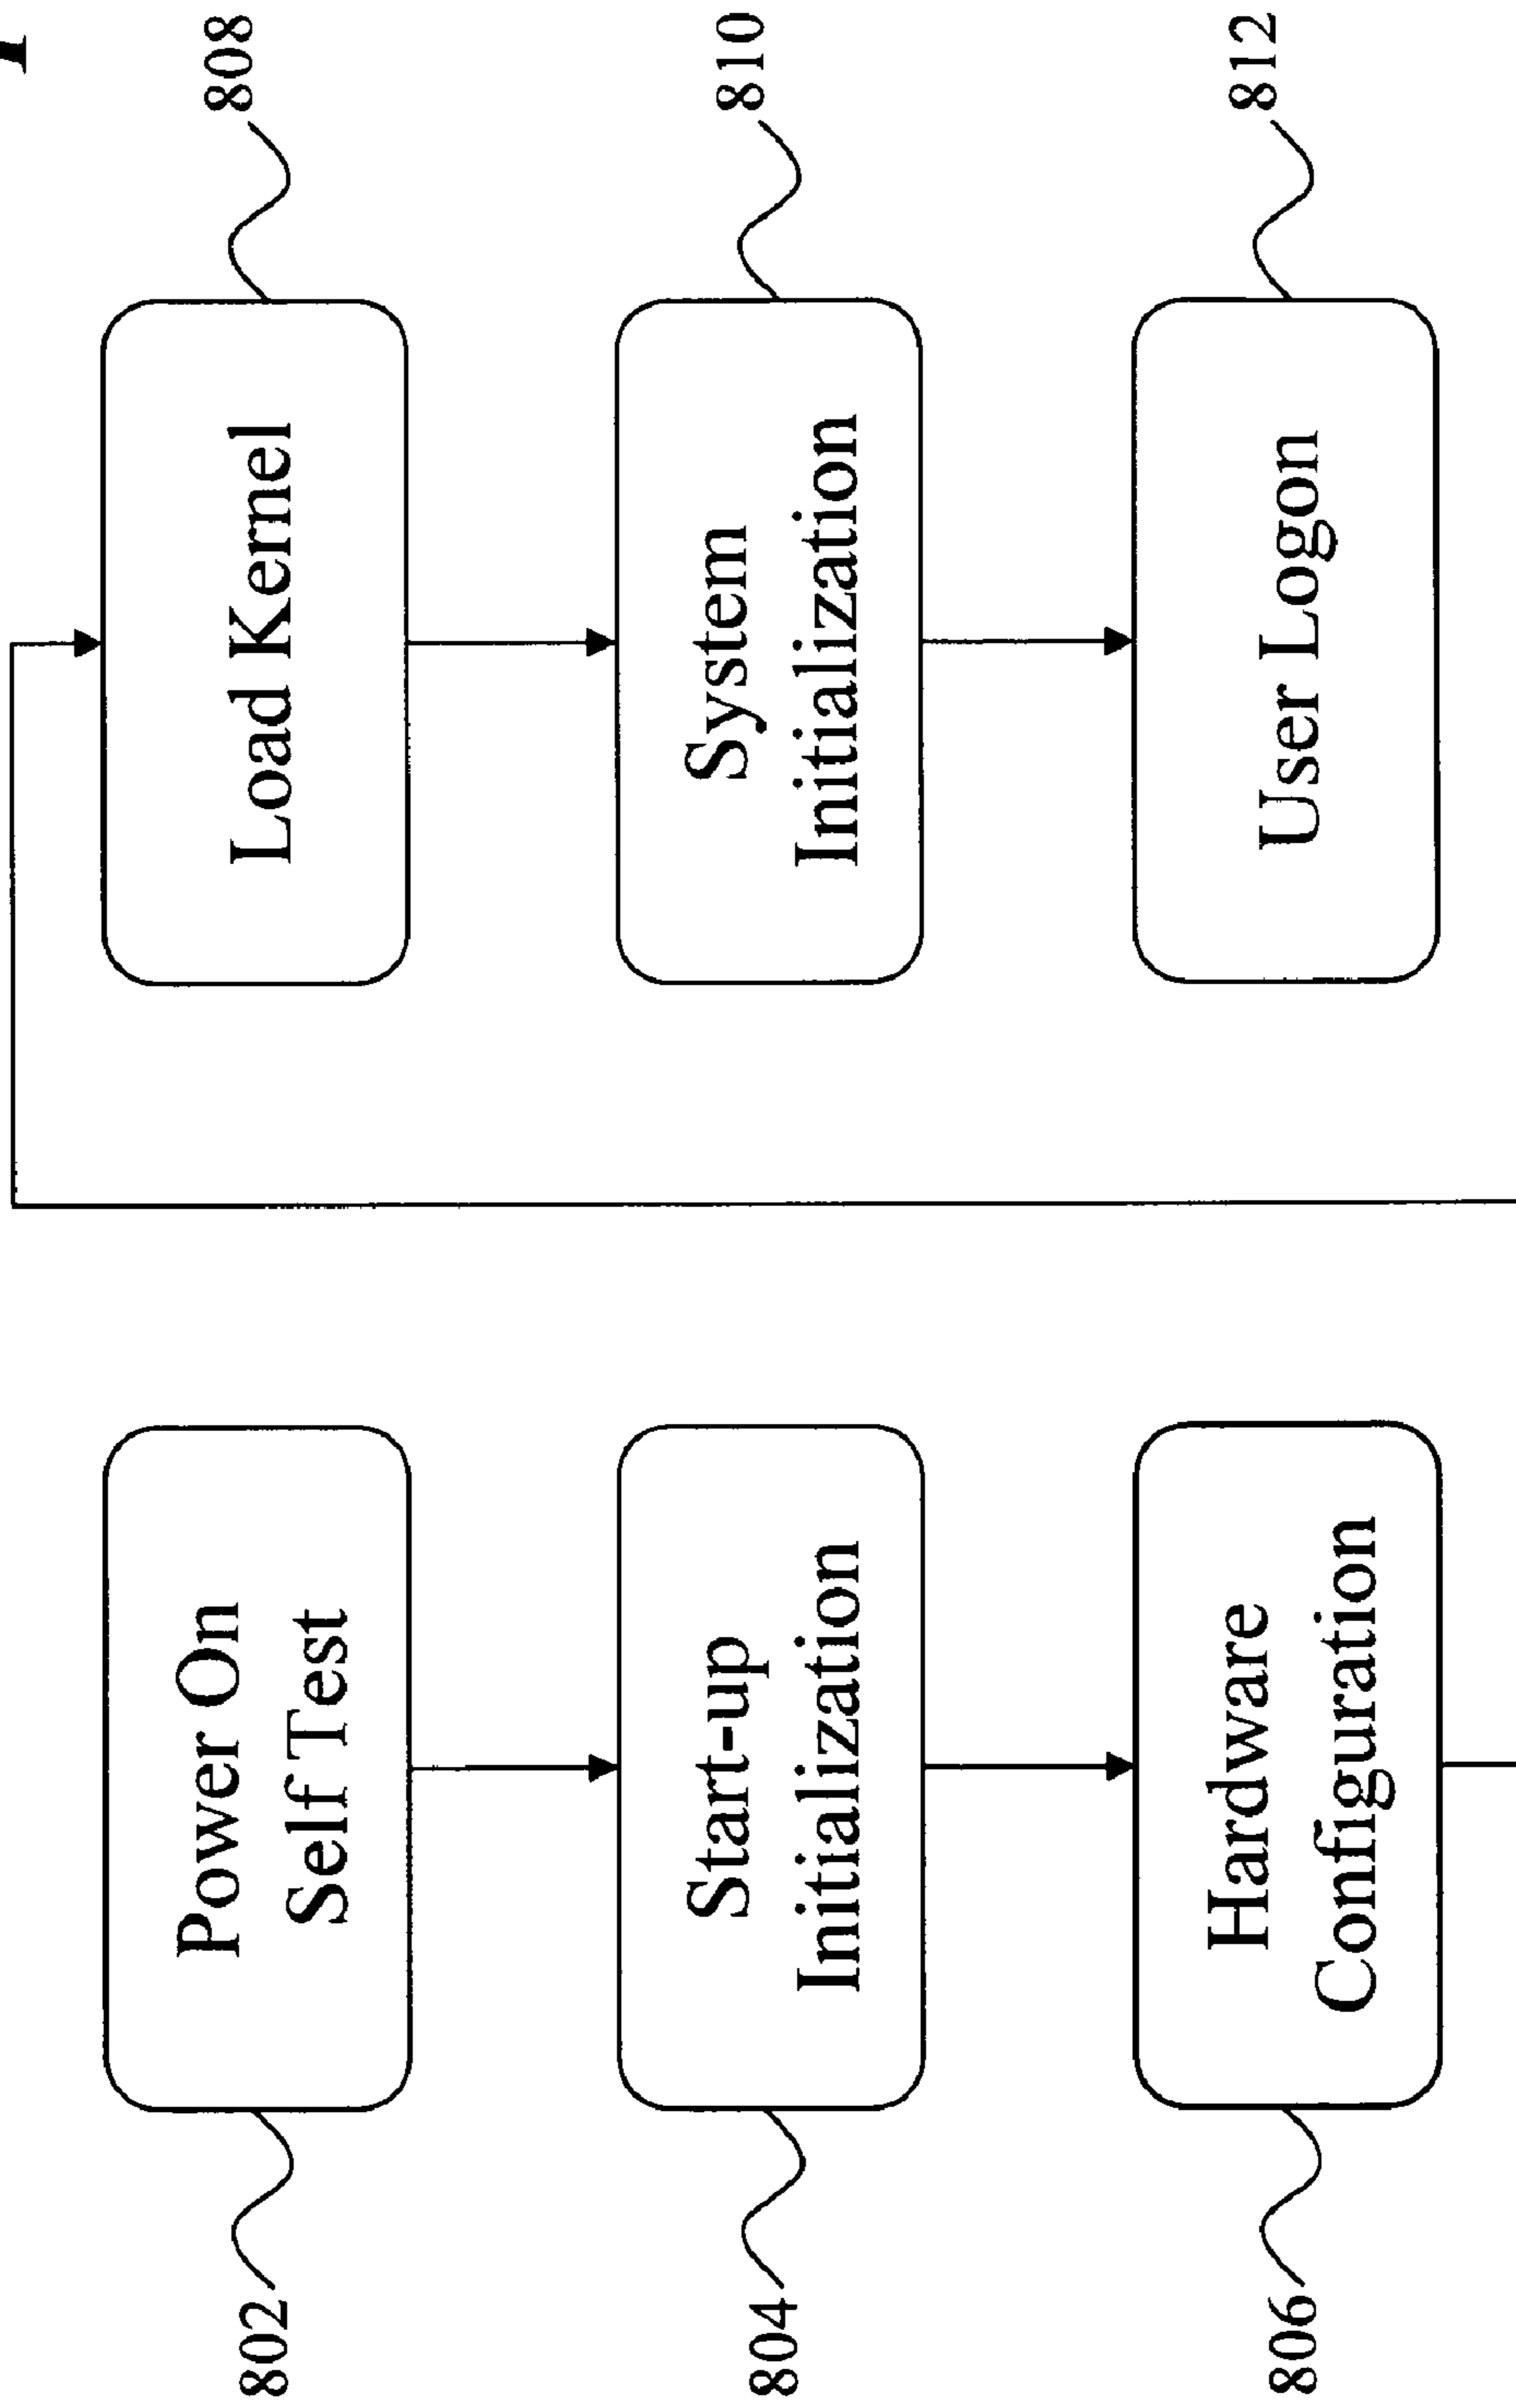 802
Power On
Self Test
804
Start-up
Initialization
806
Hardware
Configuration
808
Load Kernel
810
System
Initialization
812
User Logon